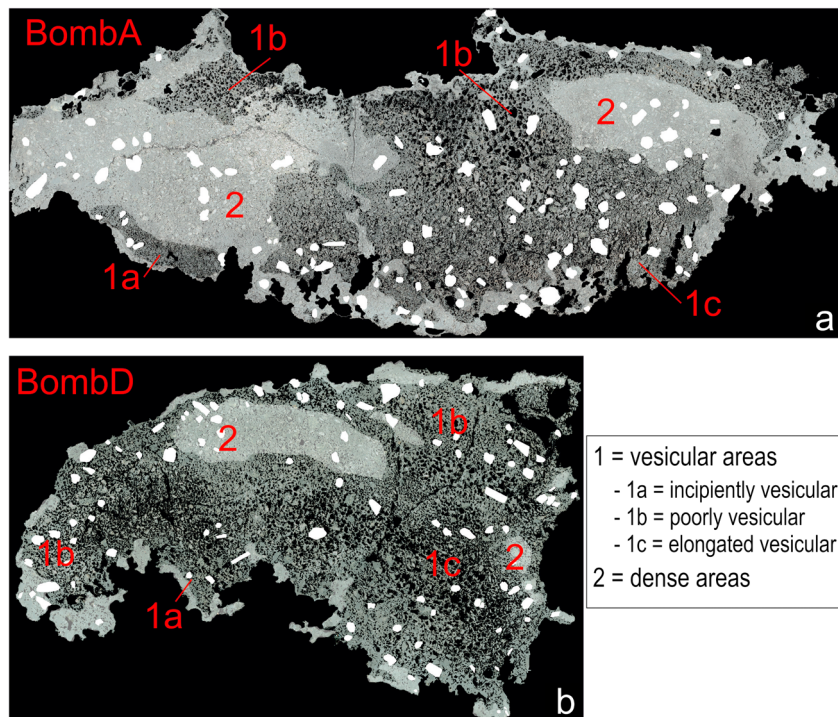 BombA
1b
1b
2
2
1a
1c
a
BombD
1b
2
1b
1c
2
1a
b
1 = vesicular areas
- 1a = incipiently vesicular
- 1b = poorly vesicular
- 1c = elongated vesicular
2 = dense areas